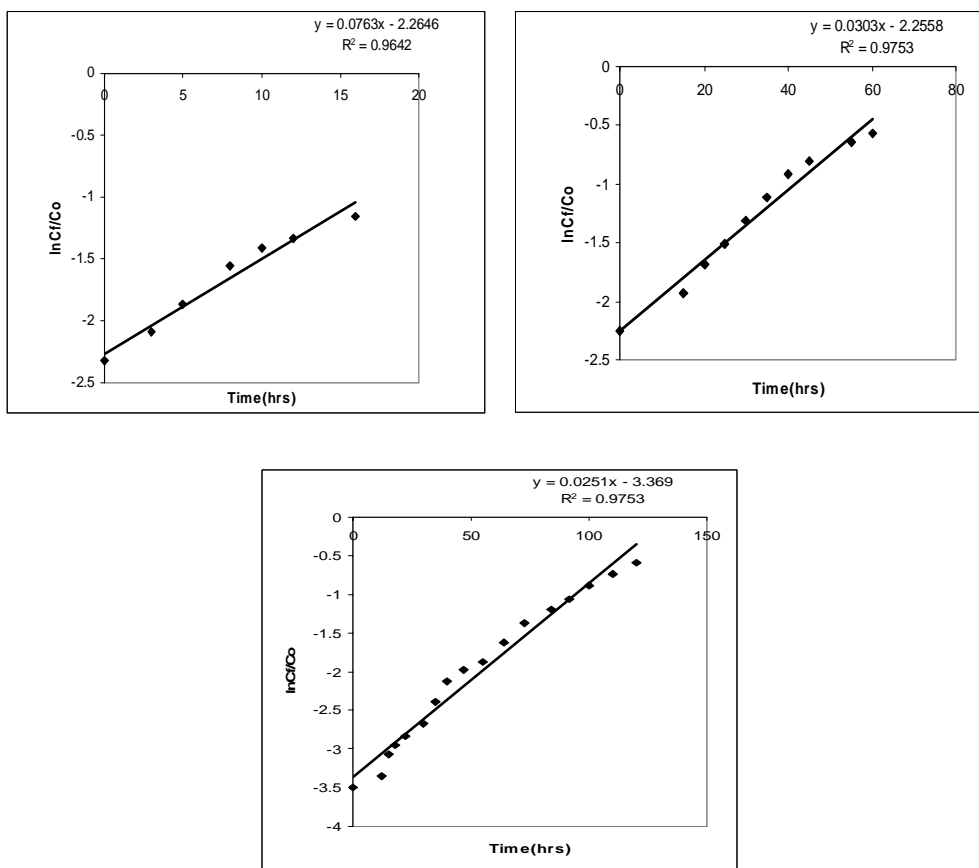 y = 0.0763x - 2.2646
R² = 0.9642
0
0 5 10 15 20
-0.5
-1
-1.5
-2
-2.5
lnCf/Co
Time(hrs)
y = 0.0303x - 2.2558
R² = 0.9753
0
0 20 40 60 80
-0.5
-1
-1.5
-2
-2.5
lnCf/Co
Time(hrs)
y = 0.0251x - 3.369
R² = 0.9753
0
0 50 100 150
-0.5
-1
-1.5
-2
-2.5
-3
-3.5
-4
lnCf/Co
Time(hrs)